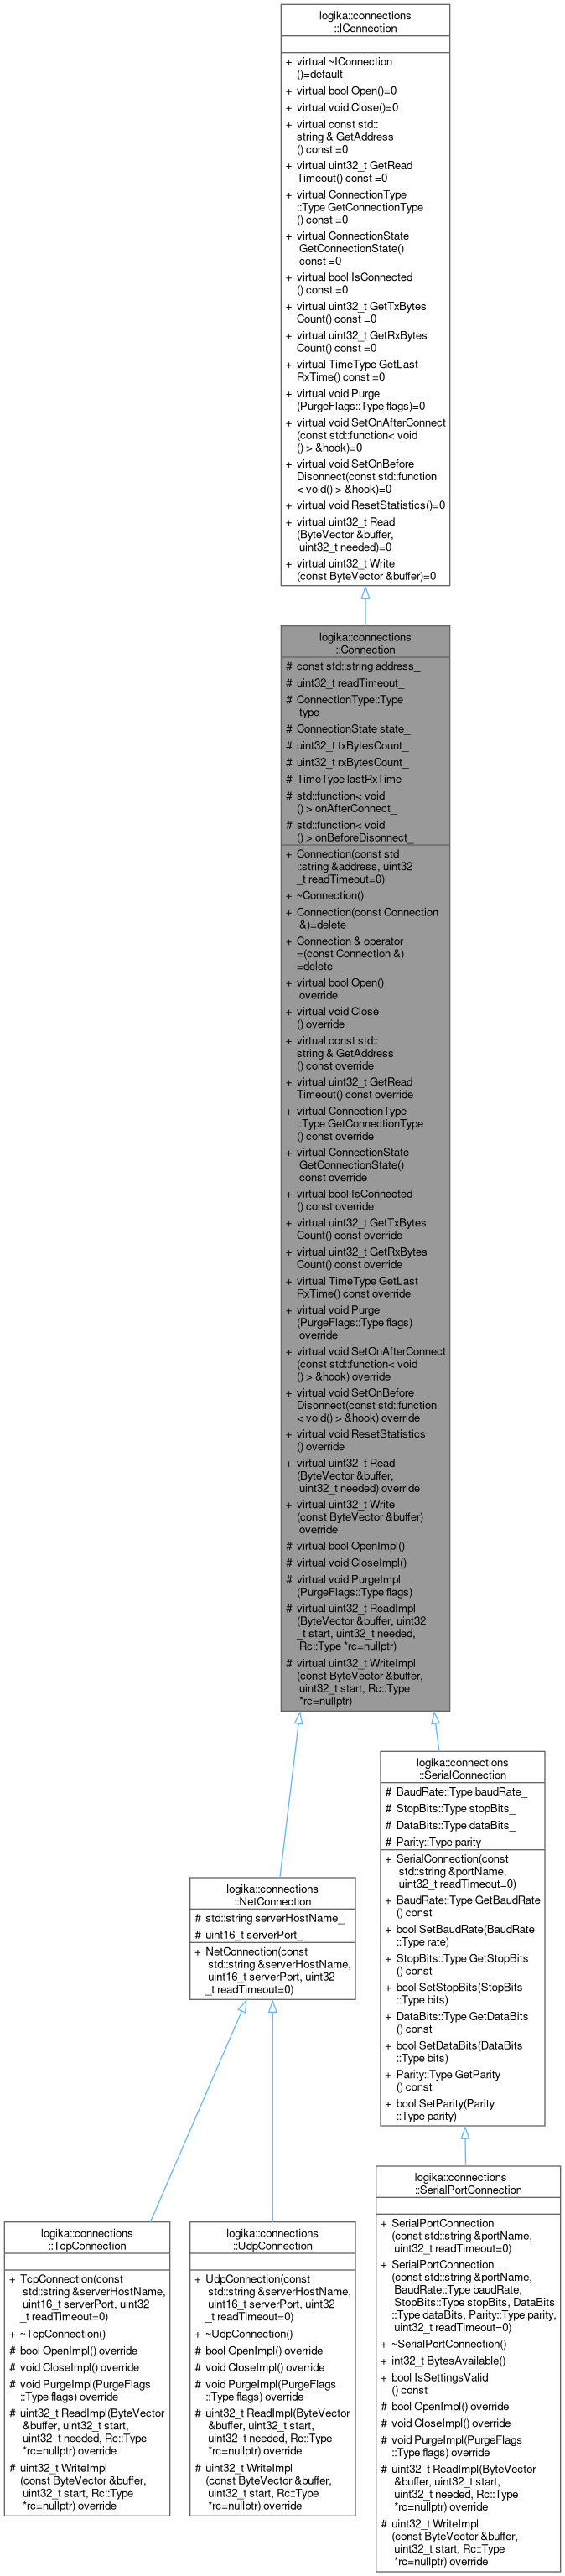 logika::connections
::IConnection
+ virtual ~IConnection
()=default
+ virtual bool Open()=0
+ virtual void Close()=0
+ virtual const std::
string & GetAddress
() const =0
+ virtual uint32_t GetRead
Timeout() const =0
+ virtual ConnectionType
::Type GetConnectionType
() const =0
+ virtual ConnectionState
GetConnectionState()
const =0
+ virtual bool IsConnected
() const =0
+ virtual uint32_t GetTxBytes
Count() const =0
+ virtual uint32_t GetRxBytes
Count() const =0
+ virtual TimeType GetLast
RxTime() const =0
+ virtual void Purge
(PurgeFlags::Type flags)=0
+ virtual void SetOnAfterConnect
(const std::function< void
() > &hook)=0
+ virtual void SetOnBefore
Disonnect(const std::function
< void() > &hook)=0
+ virtual void ResetStatistics()=0
+ virtual uint32_t Read
(ByteVector &buffer,
uint32_t needed)=0
+ virtual uint32_t Write
(const ByteVector &buffer)=0
logika::connections
::Connection
# const std::string address_
# uint32_t readTimeout_
# ConnectionType::Type
type_
# ConnectionState state_
# uint32_t txBytesCount_
# uint32_t rxBytesCount_
# TimeType lastRxTime_
# std::function< void
() > onAfterConnect_
# std::function< void
() > onBeforeDisonnect_
+ Connection(const std
::string &address, uint32
_t readTimeout=0)
+ ~Connection()
+ Connection(const Connection
&)=delete
+ Connection & operator
=(const Connection &)
=delete
+ virtual bool Open()
override
+ virtual void Close
() override
+ virtual const std::
string & GetAddress
() const override
+ virtual uint32_t GetRead
Timeout() const override
+ virtual ConnectionType
::Type GetConnectionType
() const override
+ virtual ConnectionState
GetConnectionState()
const override
+ virtual bool IsConnected
() const override
+ virtual uint32_t GetTxBytes
Count() const override
+ virtual uint32_t GetRxBytes
Count() const override
+ virtual TimeType GetLast
RxTime() const override
+ virtual void Purge
(PurgeFlags::Type flags)
override
+ virtual void SetOnAfterConnect
(const std::function< void
() > &hook) override
+ virtual void SetOnBefore
Disonnect(const std::function
< void() > &hook) override
+ virtual void ResetStatistics
() override
+ virtual uint32_t Read
(ByteVector &buffer,
uint32_t needed) override
+ virtual uint32_t Write
(const ByteVector &buffer)
override
# virtual bool OpenImpl()
# virtual void CloseImpl()
# virtual void PurgeImpl
(PurgeFlags::Type flags)
# virtual uint32_t ReadImpl
(ByteVector &buffer, uint32
_t start, uint32_t needed,
Rc::Type *rc=nullptr)
# virtual uint32_t WriteImpl
(const ByteVector &buffer,
uint32_t start, Rc::Type
*rc=nullptr)
logika::connections
::SerialConnection
# BaudRate::Type baudRate_
# StopBits::Type stopBits_
# DataBits::Type dataBits_
# Parity::Type parity_
+ SerialConnection(const
std::string &portName,
uint32_t readTimeout=0)
+ BaudRate::Type GetBaudRate
() const
+ bool SetBaudRate(BaudRate
::Type rate)
+ StopBits::Type GetStopBits
() const
+ bool SetStopBits(StopBits
::Type bits)
+ DataBits::Type GetDataBits
() const
+ bool SetDataBits(DataBits
::Type bits)
+ Parity::Type GetParity
() const
+ bool SetParity(Parity
::Type parity)
logika::connections
::NetConnection
# std::string serverHostName_
# uint16_t serverPort_
+ NetConnection(const
std::string &serverHostName,
uint16_t serverPort, uint32
_t readTimeout=0)
logika::connections
::TcpConnection
+ TcpConnection(const
std::string &serverHostName,
uint16_t serverPort, uint32
_t readTimeout=0)
+ ~TcpConnection()
# bool OpenImpl() override
# void CloseImpl() override
# void PurgeImpl(PurgeFlags
::Type flags) override
# uint32_t ReadImpl(ByteVector
&buffer, uint32_t start,
uint32_t needed, Rc::Type
*rc=nullptr) override
# uint32_t WriteImpl
(const ByteVector &buffer,
uint32_t start, Rc::Type
*rc=nullptr) override
logika::connections
::UdpConnection
+ UdpConnection(const
std::string &serverHostName,
uint16_t serverPort, uint32
_t readTimeout=0)
+ ~UdpConnection()
# bool OpenImpl() override
# void CloseImpl() override
# void PurgeImpl(PurgeFlags
::Type flags) override
# uint32_t ReadImpl(ByteVector
&buffer, uint32_t start,
uint32_t needed, Rc::Type
*rc=nullptr) override
# uint32_t WriteImpl
(const ByteVector &buffer,
uint32_t start, Rc::Type
*rc=nullptr) override
logika::connections
::SerialPortConnection
+ SerialPortConnection
(const std::string &portName,
uint32_t readTimeout=0)
+ SerialPortConnection
(const std::string &portName,
BaudRate::Type baudRate,
StopBits::Type stopBits, DataBits
::Type dataBits, Parity::Type parity,
uint32_t readTimeout=0)
+ ~SerialPortConnection()
+ int32_t BytesAvailable()
+ bool IsSettingsValid
() const
# bool OpenImpl() override
# void CloseImpl() override
# void PurgeImpl(PurgeFlags
::Type flags) override
# uint32_t ReadImpl(ByteVector
&buffer, uint32_t start,
uint32_t needed, Rc::Type
*rc=nullptr) override
# uint32_t WriteImpl
(const ByteVector &buffer,
uint32_t start, Rc::Type
*rc=nullptr) override